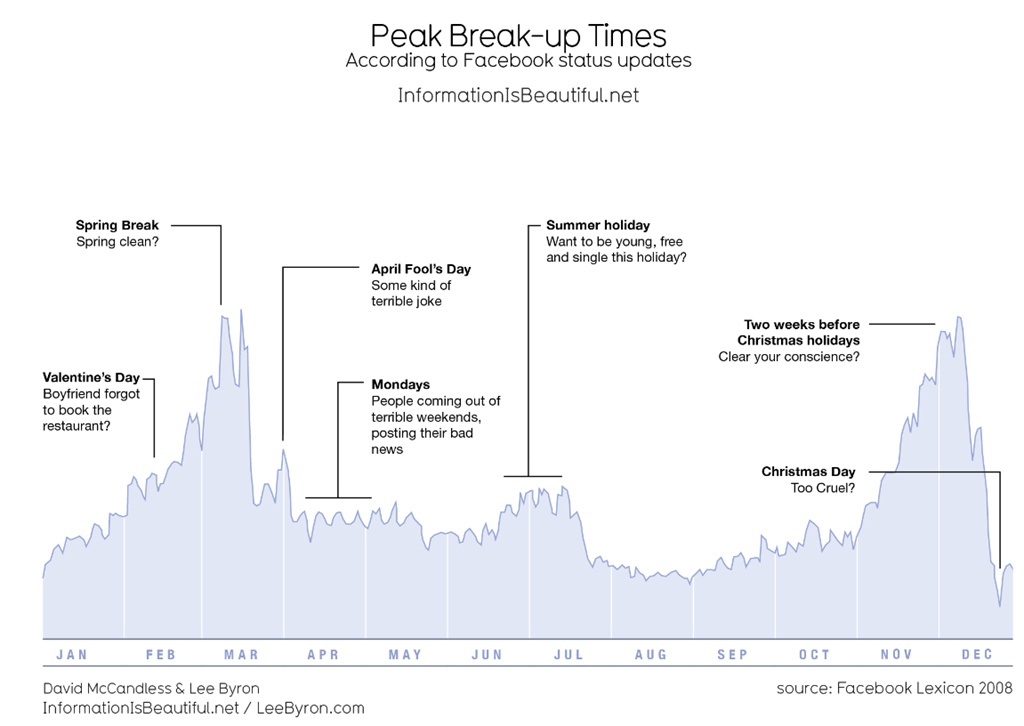 Peak Break-up Times
According to Facebook status updates
InformationIsBeautiful.net
Spring Break
Spring clean?
Summer holiday
Want to be young, free
and single this holiday?
April Fool's Day
Some kind of
terrible joke
Two weeks before
Christmas holidays
Clear your conscience?
Valentine's Day
Boyfriend forgot
to book the
restaurant?
Mondays
People coming out of
terrible weekends,
posting their bad
news
Christmas Day
Too Cruel?
JAN FEB MAR APR MAY JUN JUL AUG SEP OCT NOV DEC
David McCandless & Lee Byron
InformationIsBeautiful.net / LeeByron.com
source: Facebook Lexicon 2008